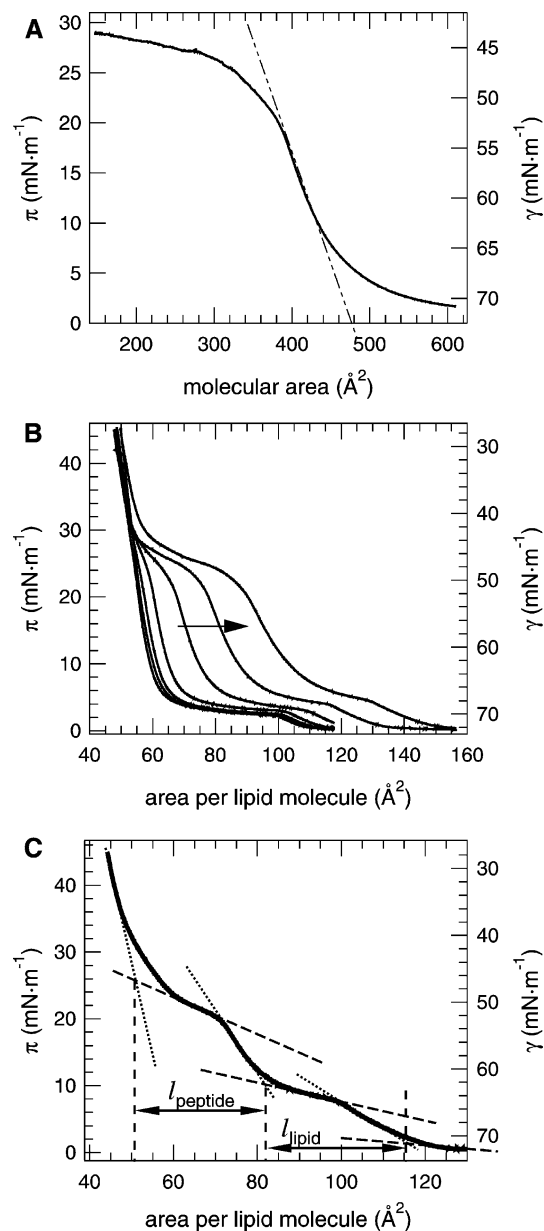 A
30
25
20
15
10
5
0
π (mN·m⁻¹)
45
50
55
60
65
70
γ (mN·m⁻¹)
200 300 400 500 600
molecular area (Å²)
B
40
30
20
10
0
π (mN·m⁻¹)
30
40
50
60
70
γ (mN·m⁻¹)
40 60 80 100 120 140 160
area per lipid molecule (Å²)
C
40
30
20
10
0
π (mN·m⁻¹)
30
40
50
60
70
γ (mN·m⁻¹)
l peptide
l lipid
40 60 80 100 120
area per lipid molecule (Å²)